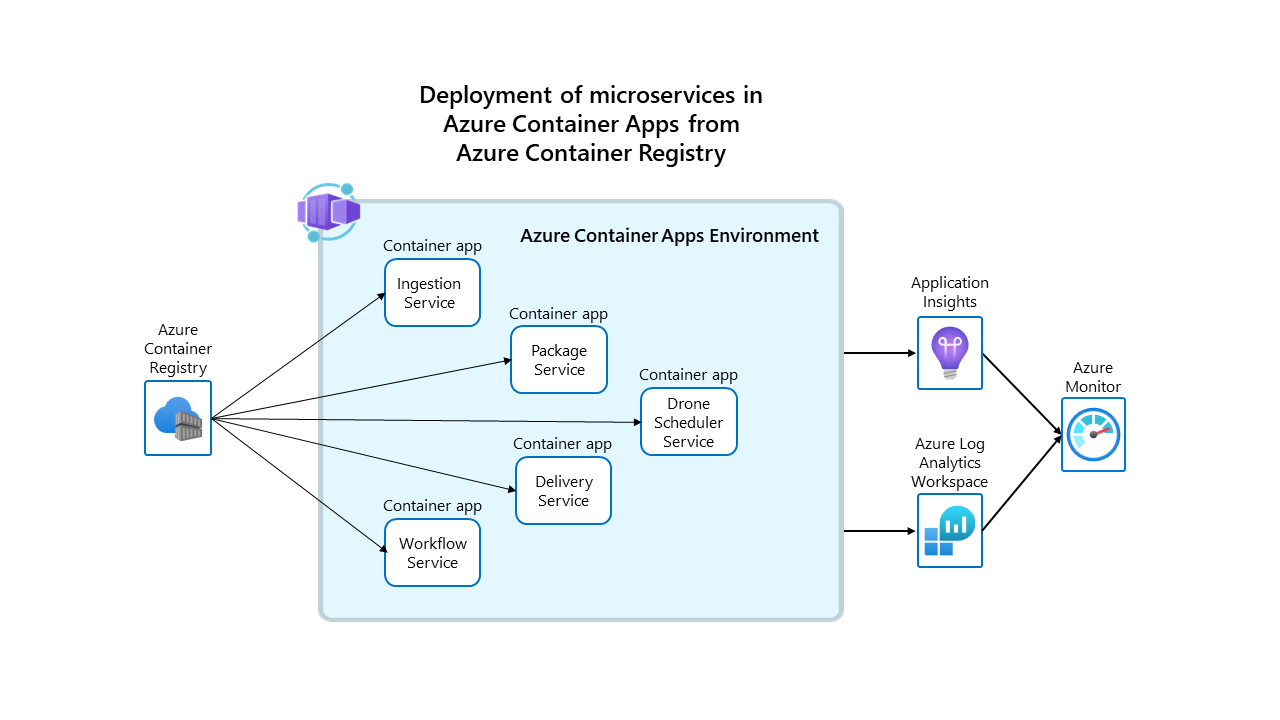 Deployment of microservices in
Azure Container Apps from
Azure Container Registry
Azure Container Apps Environment
Container app
Ingestion
Service
Container app
Package
Service
Container app
Drone
Scheduler
Service
Container app
Delivery
Service
Container app
Workflow
Service
Azure
Container
Registry
Application
Insights
Azure Log
Analytics
Workspace
Azure
Monitor